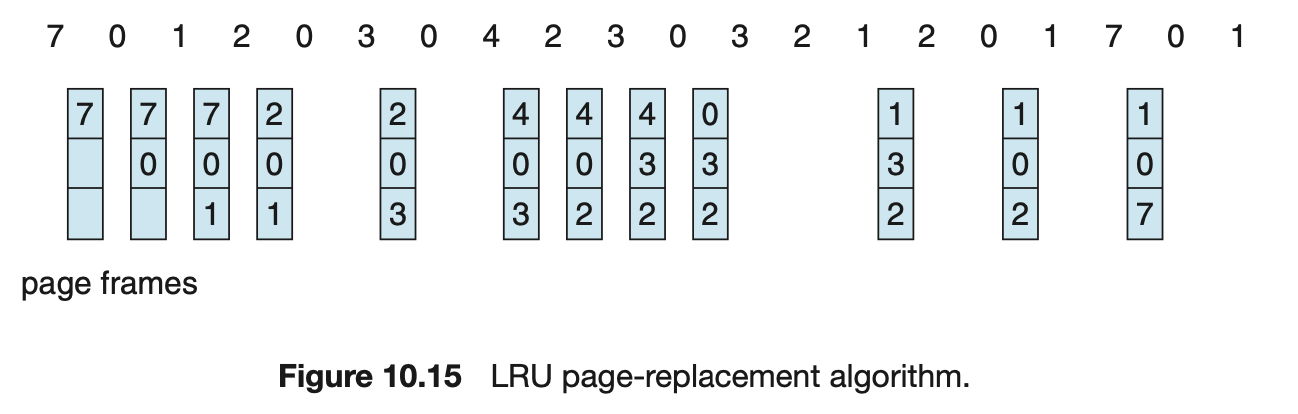 7 0 1 2 0 3 0 4 2 3 0 3 2 1 2 0 1 7 0 1
7 7 7 2 2 4 4 4 0 1 1 1
0 0 0 0 0 0 3 3 3 0 0
1 1 3 3 2 2 2 2 2 7
page frames
Figure 10.15 LRU page-replacement algorithm.